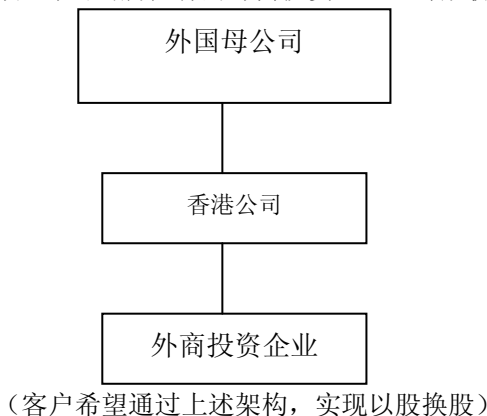 外国母公司
香港公司
外商投资企业
（客户希望通过上述架构，实现以股换股）